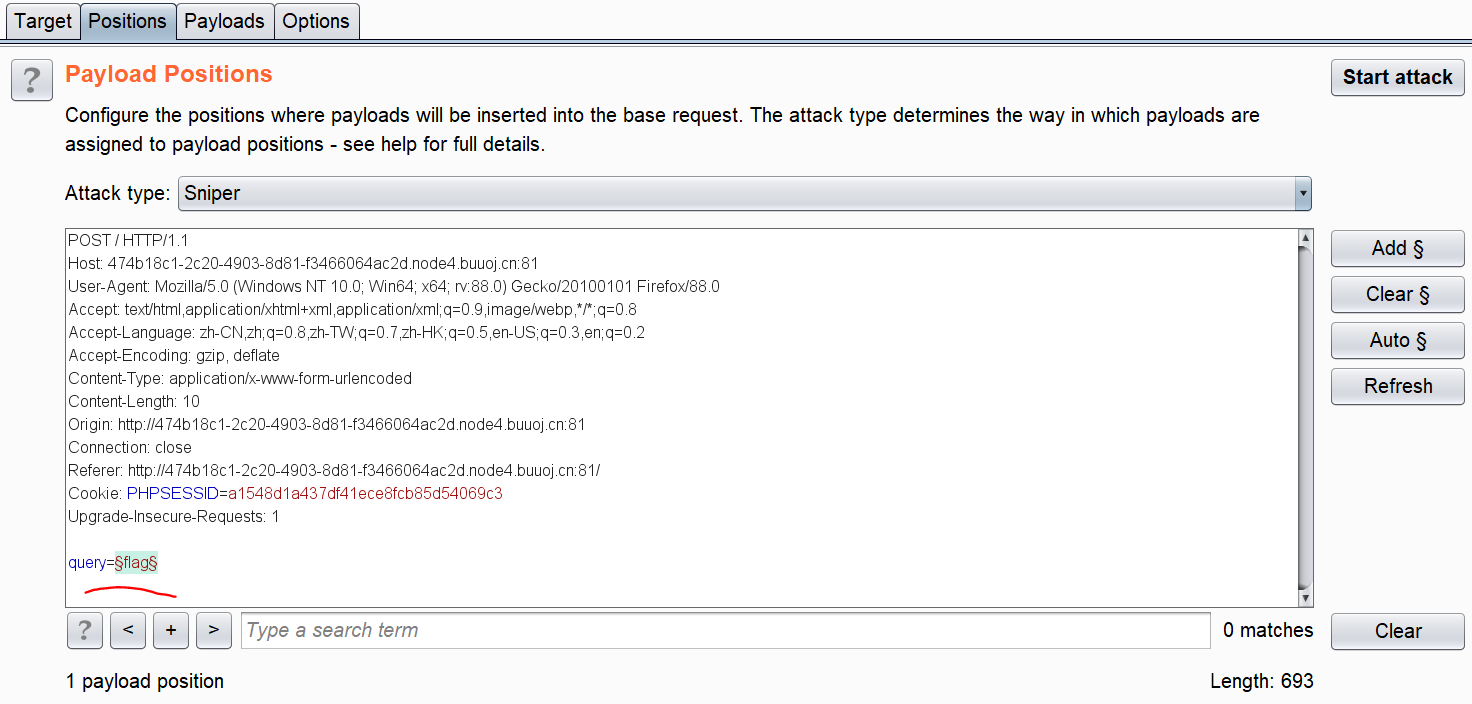 Target Positions Payloads Options
? Payload Positions Start attack
Configure the positions where payloads will be inserted into the base request. The attack type determines the way in which payloads are
assigned to payload positions - see help for full details.
Attack type: Sniper
POST / HTTP/1.1
Host: 474b18c1-2c20-4903-8d81-f3466064ac2d.node4.buuoj.cn:81
User-Agent: Mozilla/5.0 (Windows NT 10.0; Win64; x64; rv:88.0) Gecko/20100101 Firefox/88.0
Accept: text/html,application/xhtml+xml,application/xml;q=0.9,image/webp,*/*;q=0.8
Accept-Language: zh-CN,zh;q=0.8,zh-TW;q=0.7,zh-HK;q=0.5,en-US;q=0.3,en;q=0.2
Accept-Encoding: gzip, deflate
Content-Type: application/x-www-form-urlencoded
Content-Length: 10
Origin: http://474b18c1-2c20-4903-8d81-f3466064ac2d.node4.buuoj.cn:81
Connection: close
Referer: http://474b18c1-2c20-4903-8d81-f3466064ac2d.node4.buuoj.cn:81/
Cookie: PHPSESSID=a1548d1a437df41ece8fcb85d54069c3
Upgrade-Insecure-Requests: 1
query=§flag§
Add §
Clear §
Auto §
Refresh
? < + > Type a search term 0 matches Clear
1 payload position Length: 693